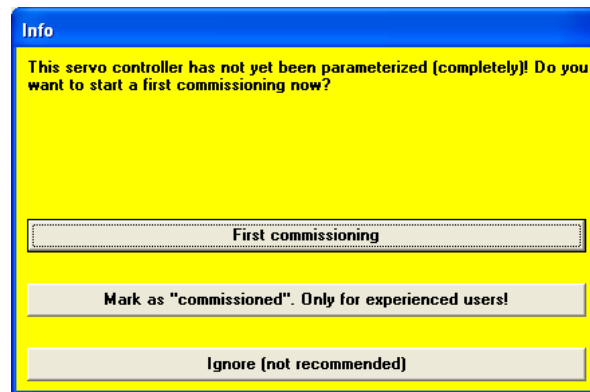 Info
This servo controller has not yet been parameterized (completely)! Do you
want to start a first commissioning now?
First commissioning
Mark as "commissioned". Only for experienced users!
Ignore (not recommended)